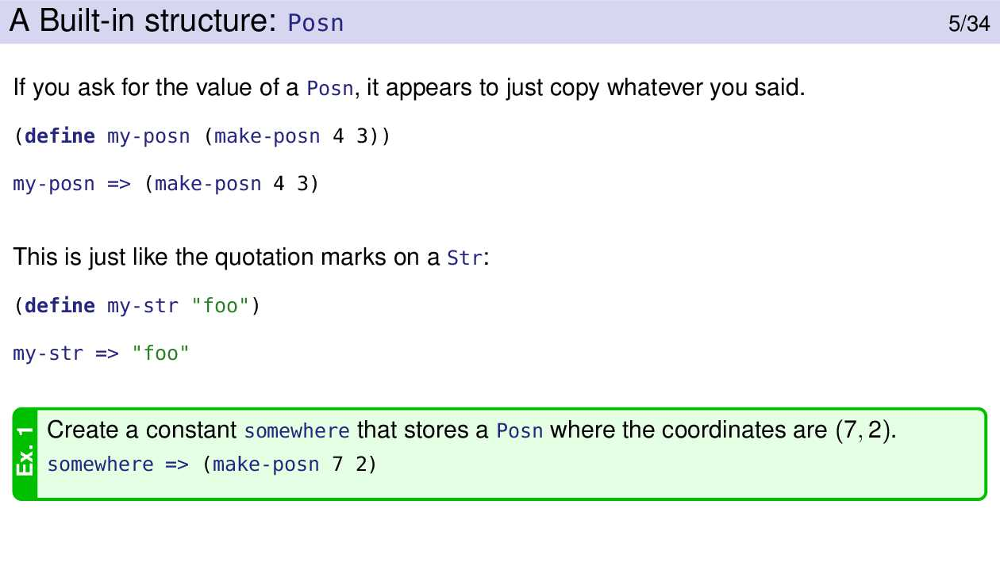 A Built-in structure: Posn 5/34
If you ask for the value of a Posn, it appears to just copy whatever you said.
(define my-posn (make-posn 4 3))
my-posn => (make-posn 4 3)
This is just like the quotation marks on a Str:
(define my-str "foo")
my-str => "foo"
Ex. 1
Create a constant somewhere that stores a Posn where the coordinates are (7, 2).
somewhere => (make-posn 7 2)